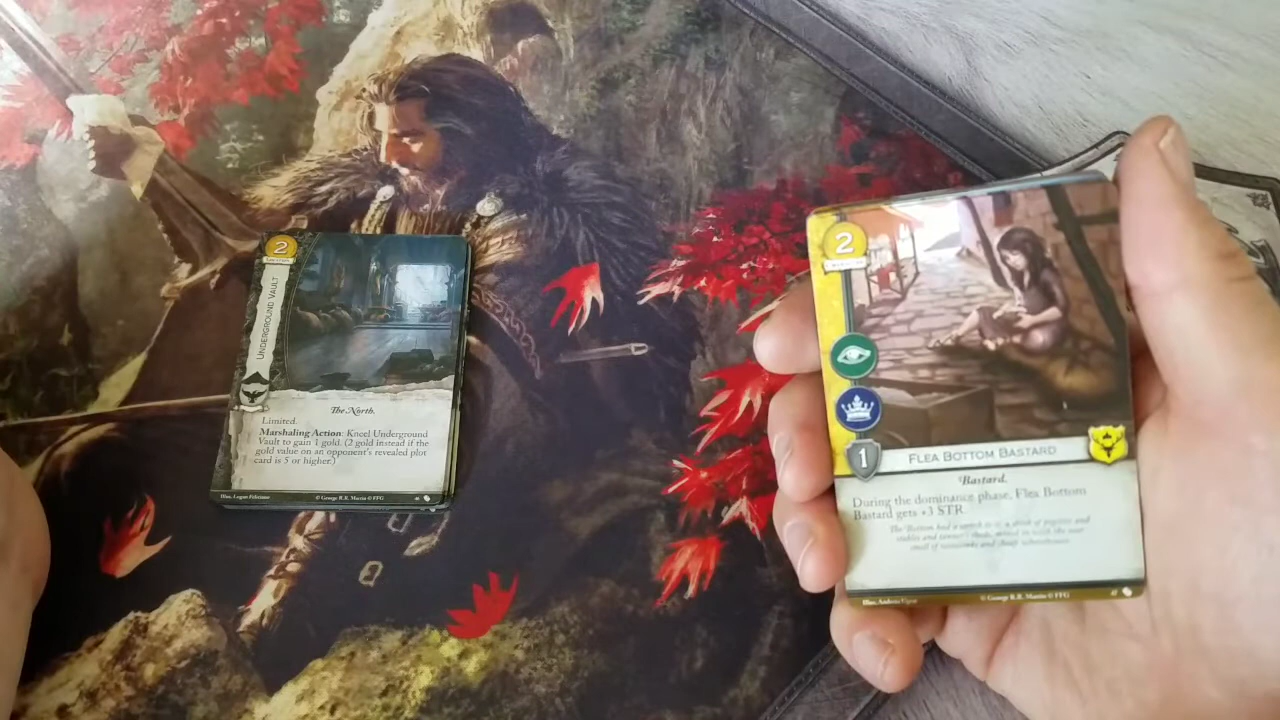 2
UNDERGROUND VAULT
The North.
Limited.
Marshaling Action: Kneel Underground
Vault to gain 1 gold. (2 gold instead if the
gold value on an opponent's revealed plot
card is 5 or higher.)
© George R.R. Martin © FFG
2
1
FLEA BOTTOM BASTARD
Bastard.
During the dominance phase, Flea Bottom
Bastard gets +3 STR.
© George R.R. Martin © FFG